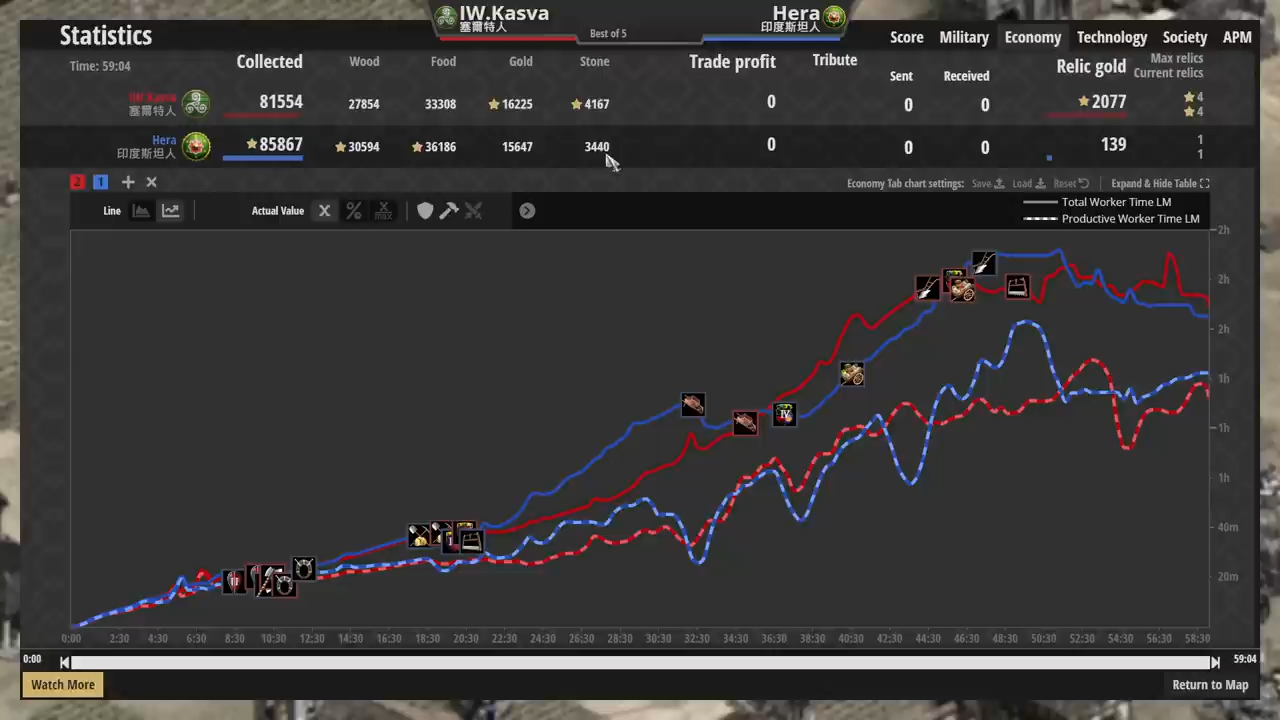 IW.Kasva
塞爾特人
Best of 5
Hera
印度斯坦人
Statistics
Score Military Economy Technology Society APM
Time: 59:04
Collected Wood Food Gold Stone Trade profit Tribute Sent Received Relic gold Max relics
Current relics
IW.Kasva
塞爾特人
81554 27854 33308 16225 4167 0 0 0 2077 4
4
Hera
印度斯坦人
85867 30594 36186 15647 3440 0 0 0 139 1
1
2 1
Economy Tab chart settings: Save Load Reset Expand & Hide Table
Line Actual Value X % X max
Total Worker Time LM
Productive Worker Time LM
2h
2h
2h
1h
1h
1h
40m
20m
IV
0:00 2:30 4:30 6:30 8:30 10:30 12:30 14:30 16:30 18:30 20:30 22:30 24:30 26:30 28:30 30:30 32:30 34:30 36:30 38:30 40:30 42:30 44:30 46:30 48:30 50:30 52:30 54:30 56:30 58:30
0:00 59:04
Watch More Return to Map